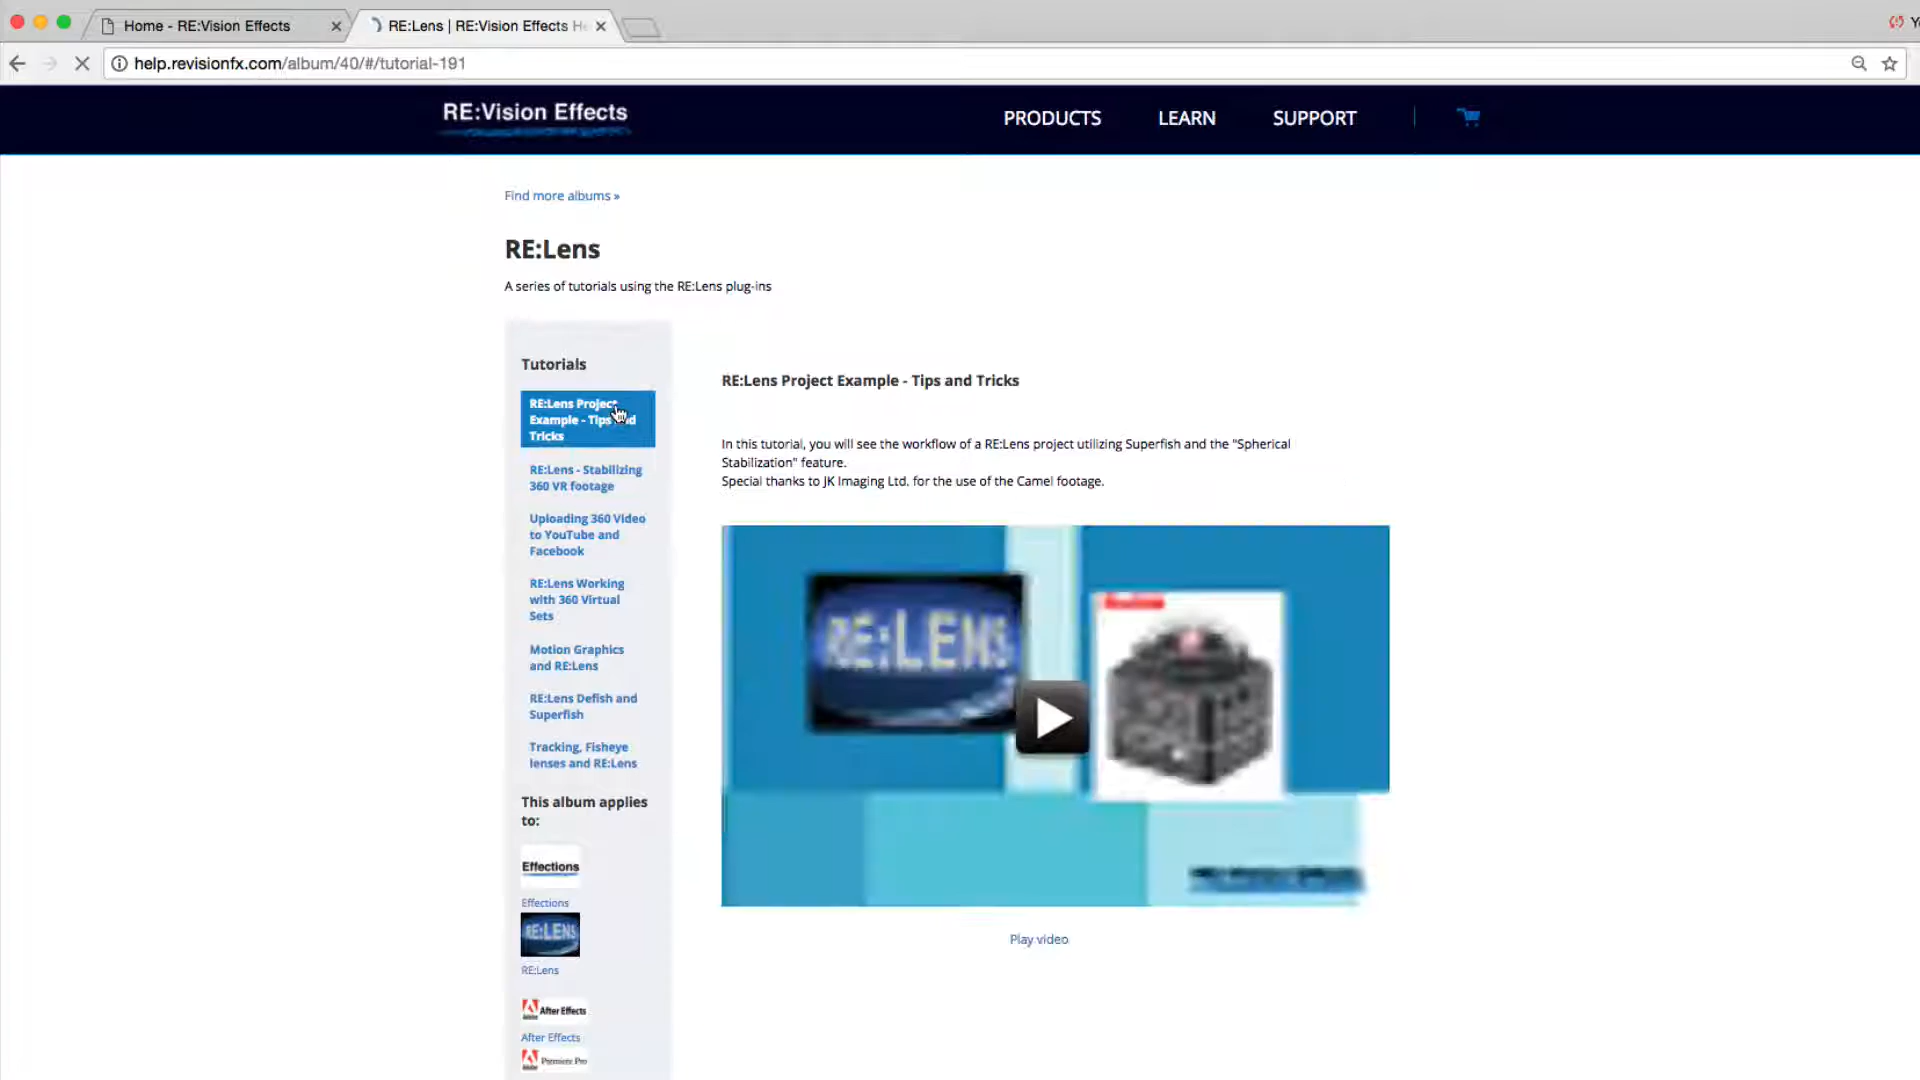 Home - RE:Vision Effects
RE:Lens | RE:Vision Effects H
help.revisionfx.com/album/40/#/tutorial-191
RE:Vision Effects
PRODUCTS
LEARN
SUPPORT
Find more albums »
RE:Lens
A series of tutorials using the RE:Lens plug-ins
Tutorials
RE:Lens Project
Example - Tips and
Tricks
RE:Lens - Stabilizing
360 VR footage
Uploading 360 Video
to YouTube and
Facebook
RE:Lens Working
with 360 Virtual
Sets
Motion Graphics
and RE:Lens
RE:Lens Defish and
Superfish
Tracking, Fisheye
lenses and RE:Lens
This album applies
to:
Effections
Effections
RE:LENS
RE:Lens
Adobe After Effects
After Effects
Adobe Premiere Pro
RE:Lens Project Example - Tips and Tricks
In this tutorial, you will see the workflow of a RE:Lens project utilizing Superfish and the "Spherical
Stabilization" feature.
Special thanks to JK Imaging Ltd. for the use of the Camel footage.
RE:LENS
Play video